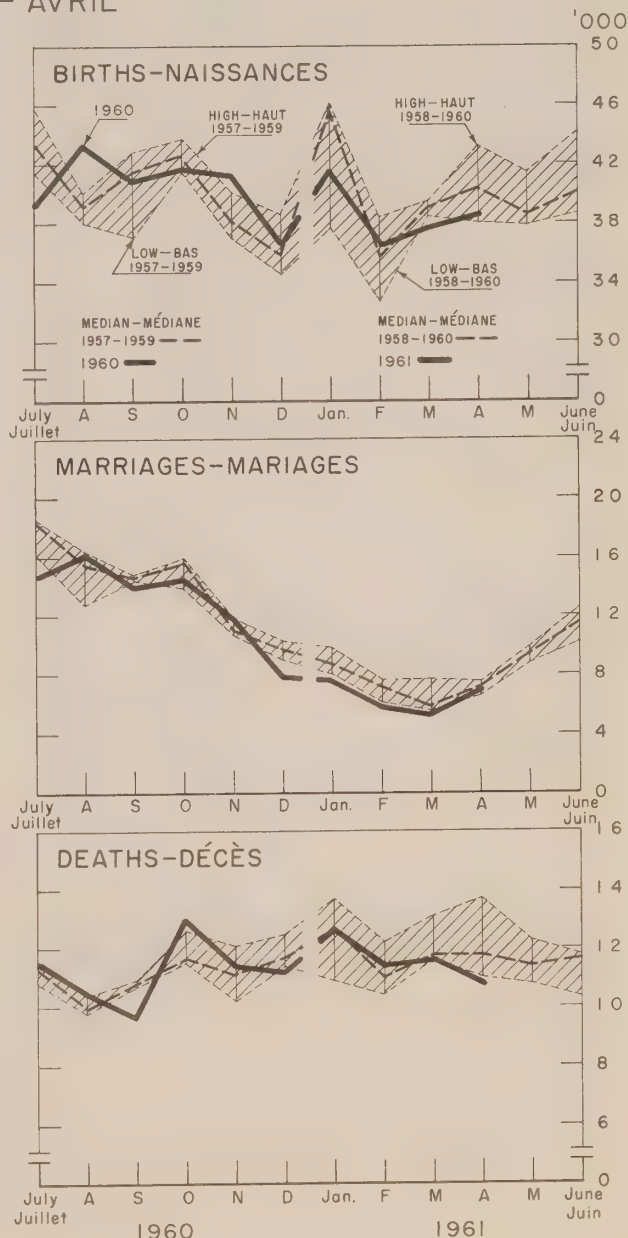 - AVRIL
'000
50
BIRTHS-NAISSANCES
1960
HIGH-HAUT
1957-1959
HIGH-HAUT
1958-1960
46
42
38
LOW-BAS
1957-1959
LOW-BAS
1958-1960
34
MEDIAN-MÉDIANE
1957-1959
1960
MEDIAN-MÉDIANE
1958-1960
1961
30
0
July A S O N D Jan. F M A M June
Juillet Juin
24
MARRIAGES-MARIAGES
20
16
12
8
4
0
July A S O N D Jan. F M A M June
Juillet Juin
16
DEATHS-DÉCÈS
14
12
10
8
6
0
July A S O N D Jan. F M A M June
Juillet Juin
1960 1961